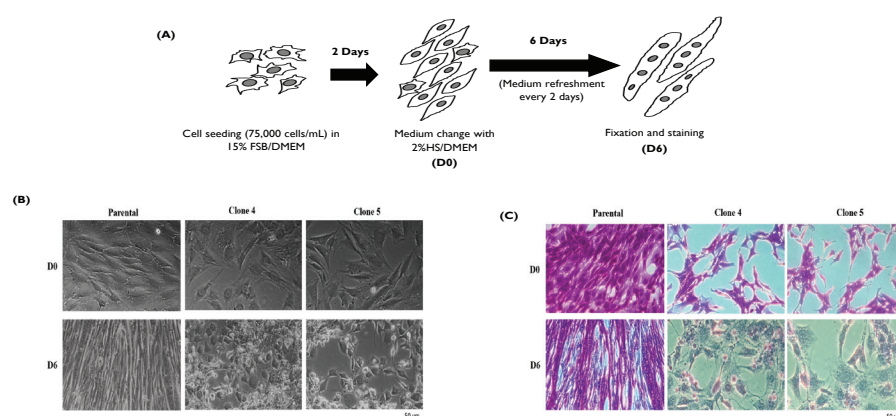 (A)
2 Days
6 Days
(Medium refreshment
every 2 days)
Cell seeding (75,000 cells/mL) in
15% FSB/DMEM
Medium change with
2%HS/DMEM
(D0)
Fixation and staining
(D6)
(B)
Parental
Clone 4
Clone 5
D0
D6
(C)
Parental
Clone 4
Clone 5
D0
D6